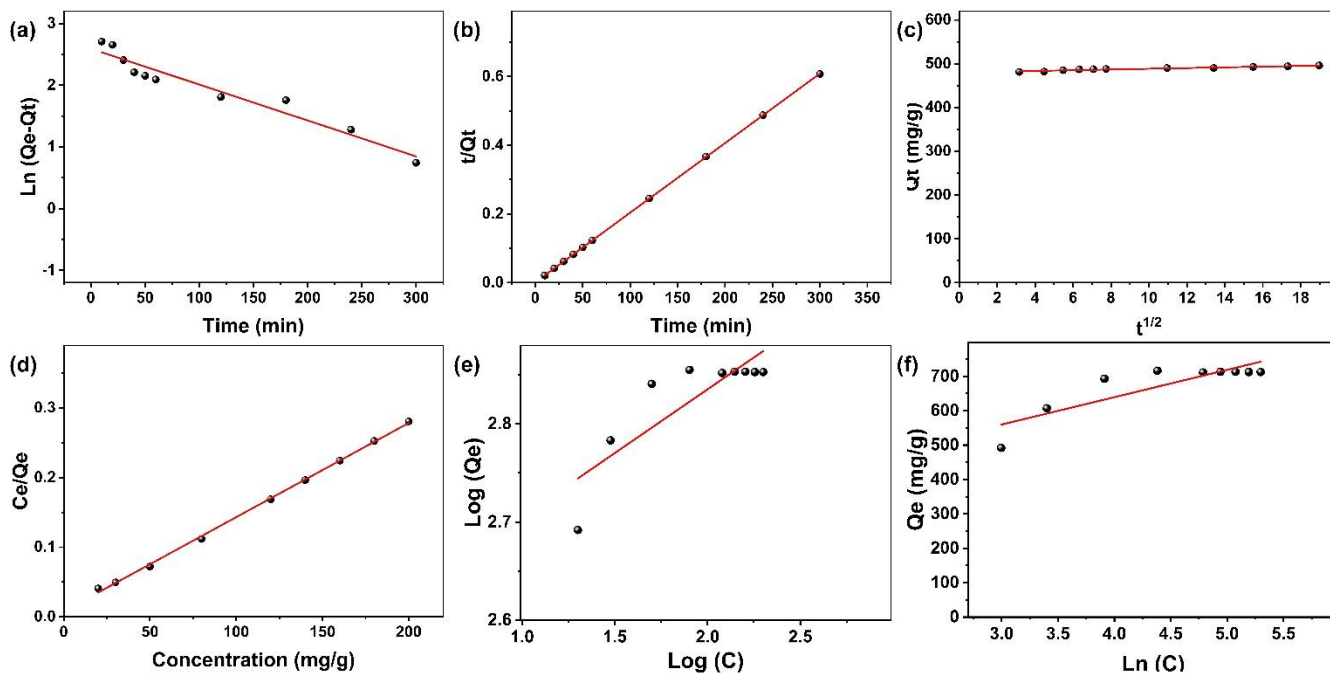 (a)
3
2
1
0
-1
Ln (Qe-Qt)
0 50 100 150 200 250 300
Time (min)
(b)
0.6
0.4
0.2
0.0
t/Qt
0 50 100 150 200 250 300 350
Time (min)
(c)
600
500
400
300
200
100
0
Qt (mg/g)
0 2 4 6 8 10 12 14 16 18
t1/2
(d)
0.3
0.2
0.1
0.0
Ce/Qe
0 50 100 150 200
Concentration (mg/g)
(e)
2.8
2.7
2.6
Log (Qe)
1.0 1.5 2.0 2.5
Log (C)
(f)
700
600
500
400
300
200
100
0
Qe (mg/g)
3.0 3.5 4.0 4.5 5.0 5.5
Ln (C)